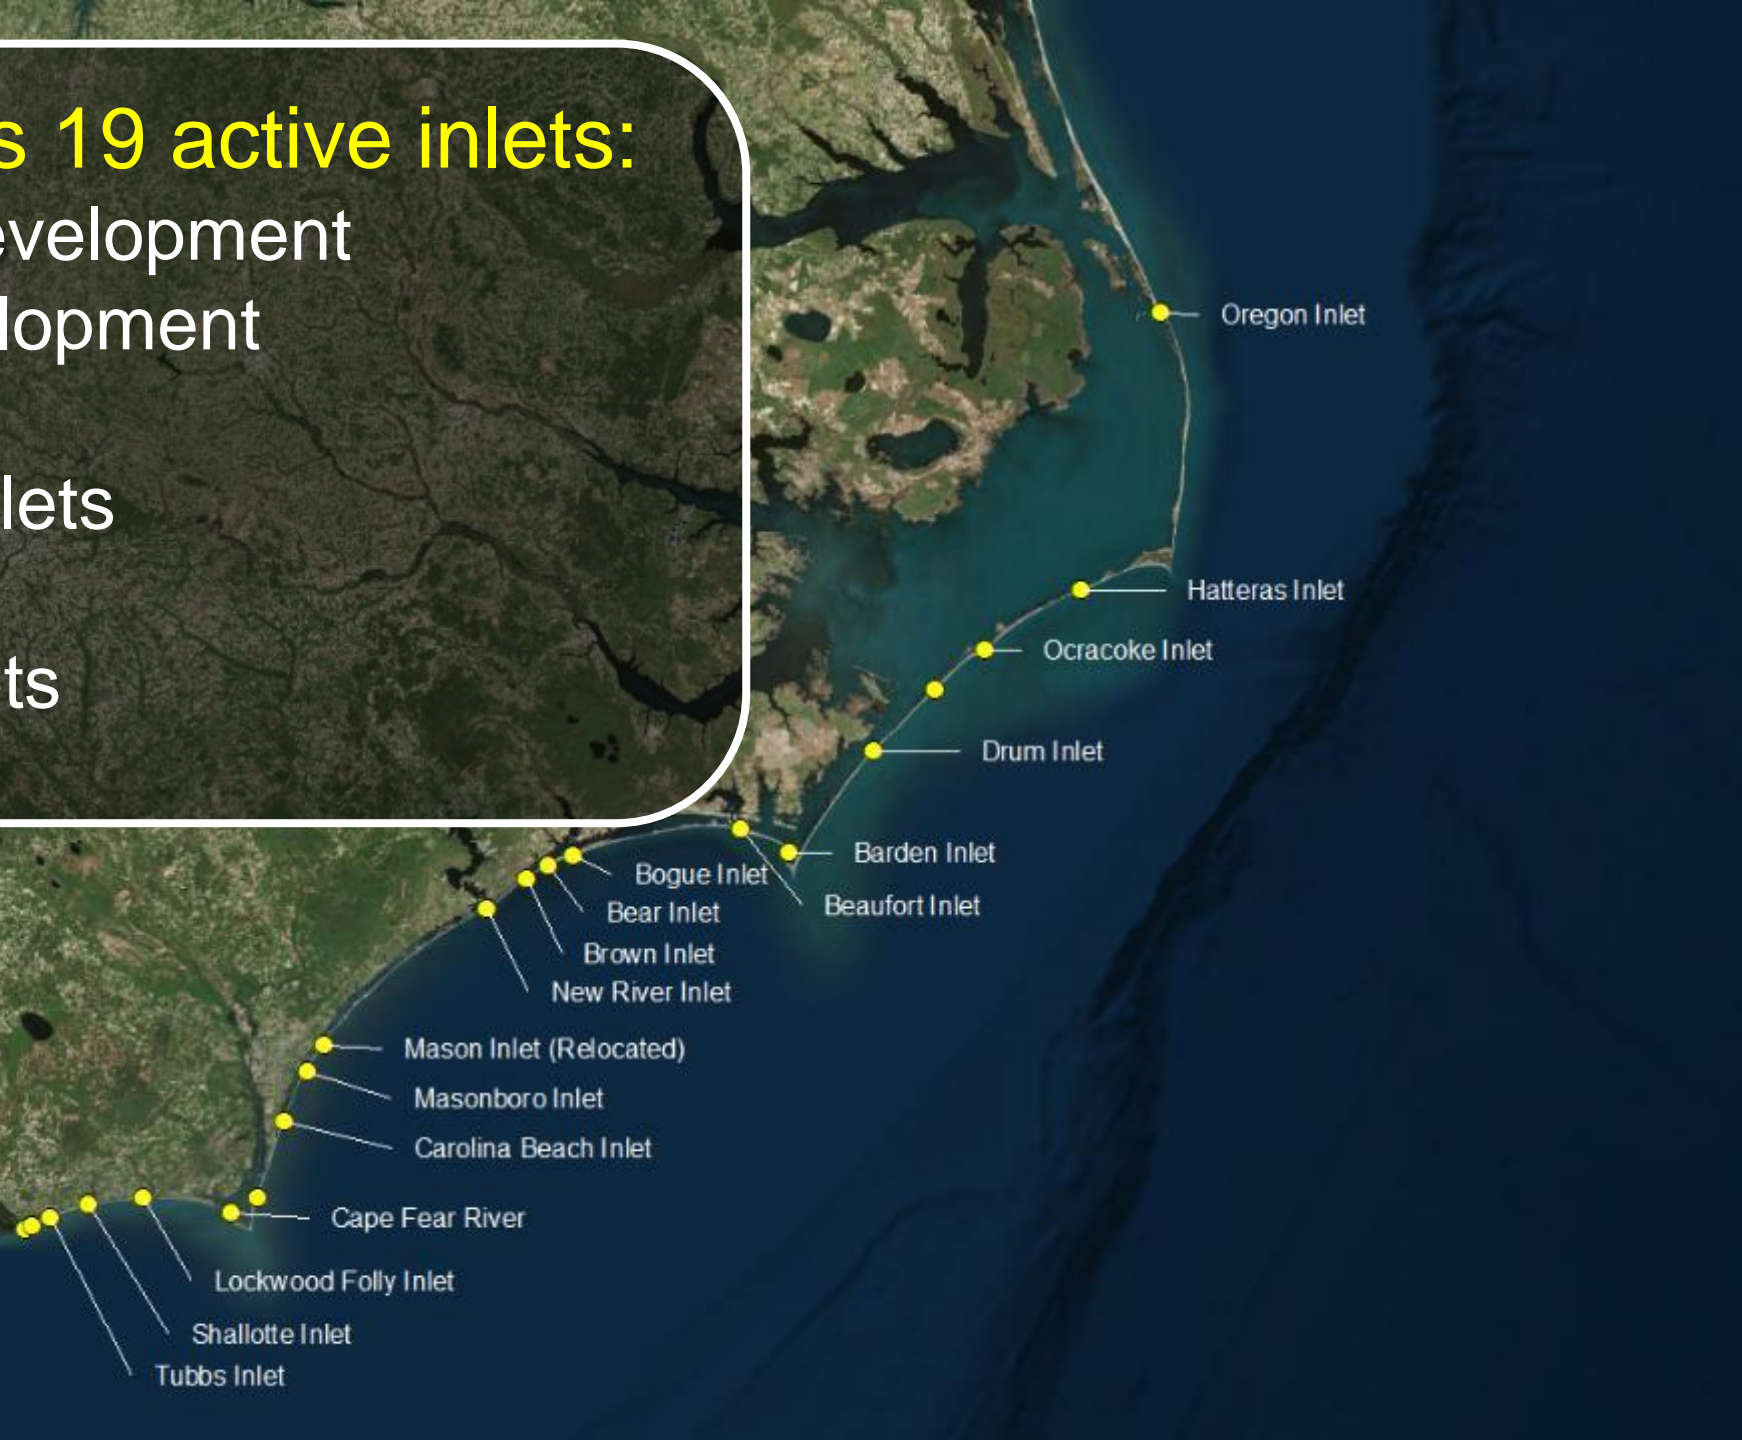 s 19 active inlets:
evelopment
lopment
lets
ts
Oregon Inlet
Hatteras Inlet
Ocracoke Inlet
Drum Inlet
Barden Inlet
Beaufort Inlet
Bogue Inlet
Bear Inlet
Brown Inlet
New River Inlet
Mason Inlet (Relocated)
Masonboro Inlet
Carolina Beach Inlet
Cape Fear River
Lockwood Folly Inlet
Shallotte Inlet
Tubbs Inlet